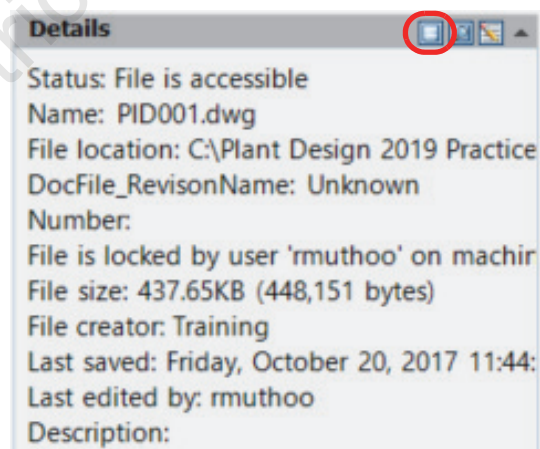 Details
Status: File is accessible
Name: PID001.dwg
File location: C:\Plant Design 2019 Practice
DocFile_RevisonName: Unknown
Number:
File is locked by user 'rmuthoo' on machin
File size: 437.65KB (448,151 bytes)
File creator: Training
Last saved: Friday, October 20, 2017 11:44:
Last edited by: rmuthoo
Description: